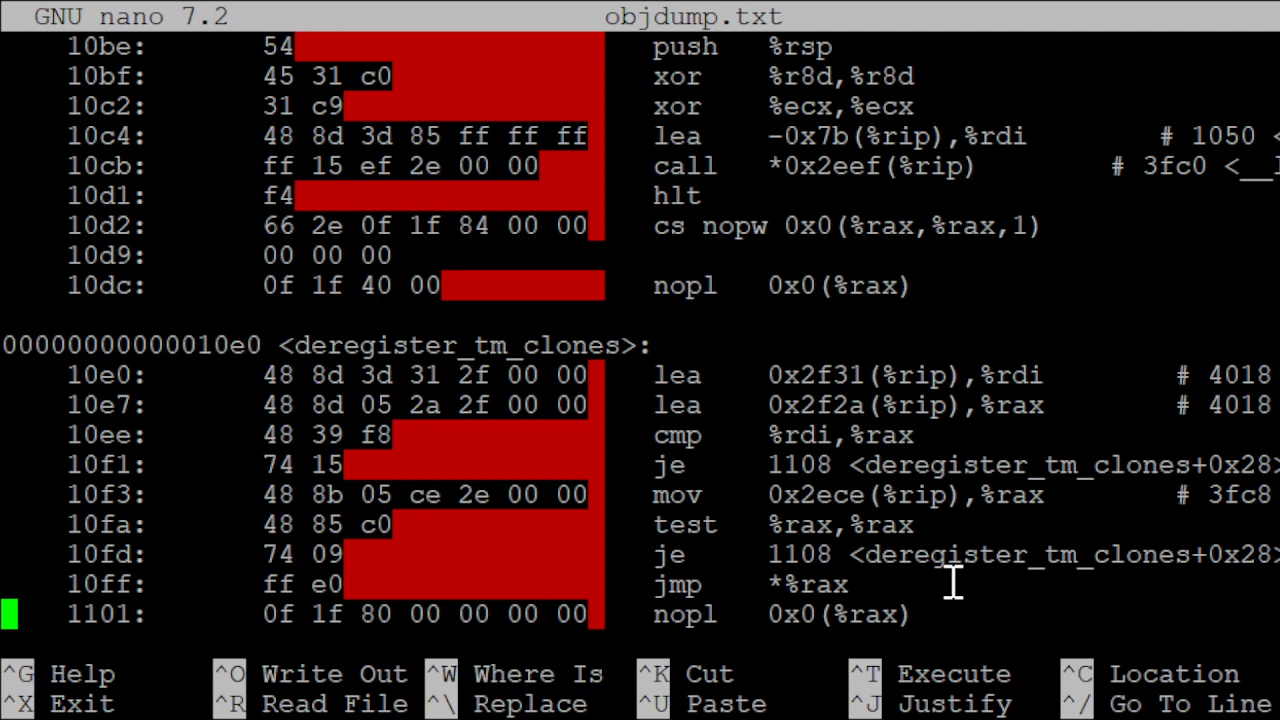 GNU nano 7.2 objdump.txt
10be: 54 push %rsp
10bf: 45 31 c0 xor %r8d,%r8d
10c2: 31 c9 xor %ecx,%ecx
10c4: 48 8d 3d 85 ff ff ff lea -0x7b(%rip),%rdi # 1050 <
10cb: ff 15 ef 2e 00 00 call *0x2eef(%rip) # 3fc0 <__
10d1: f4 hlt
10d2: 66 2e 0f 1f 84 00 00 cs nopw 0x0(%rax,%rax,1)
10d9: 00 00 00
10dc: 0f 1f 40 00 nopl 0x0(%rax)
00000000000010e0 <deregister_tm_clones>:
10e0: 48 8d 3d 31 2f 00 00 lea 0x2f31(%rip),%rdi # 4018
10e7: 48 8d 05 2a 2f 00 00 lea 0x2f2a(%rip),%rax # 4018
10ee: 48 39 f8 cmp %rdi,%rax
10f1: 74 15 je 1108 <deregister_tm_clones+0x28>
10f3: 48 8b 05 ce 2e 00 00 mov 0x2ece(%rip),%rax # 3fc8
10fa: 48 85 c0 test %rax,%rax
10fd: 74 09 je 1108 <deregister_tm_clones+0x28>
10ff: ff e0 jmp *%rax
1101: 0f 1f 80 00 00 00 00 nopl 0x0(%rax)
^G Help ^O Write Out ^W Where Is ^K Cut ^T Execute ^C Location
^X Exit ^R Read File ^\ Replace ^U Paste ^J Justify ^/ Go To Line